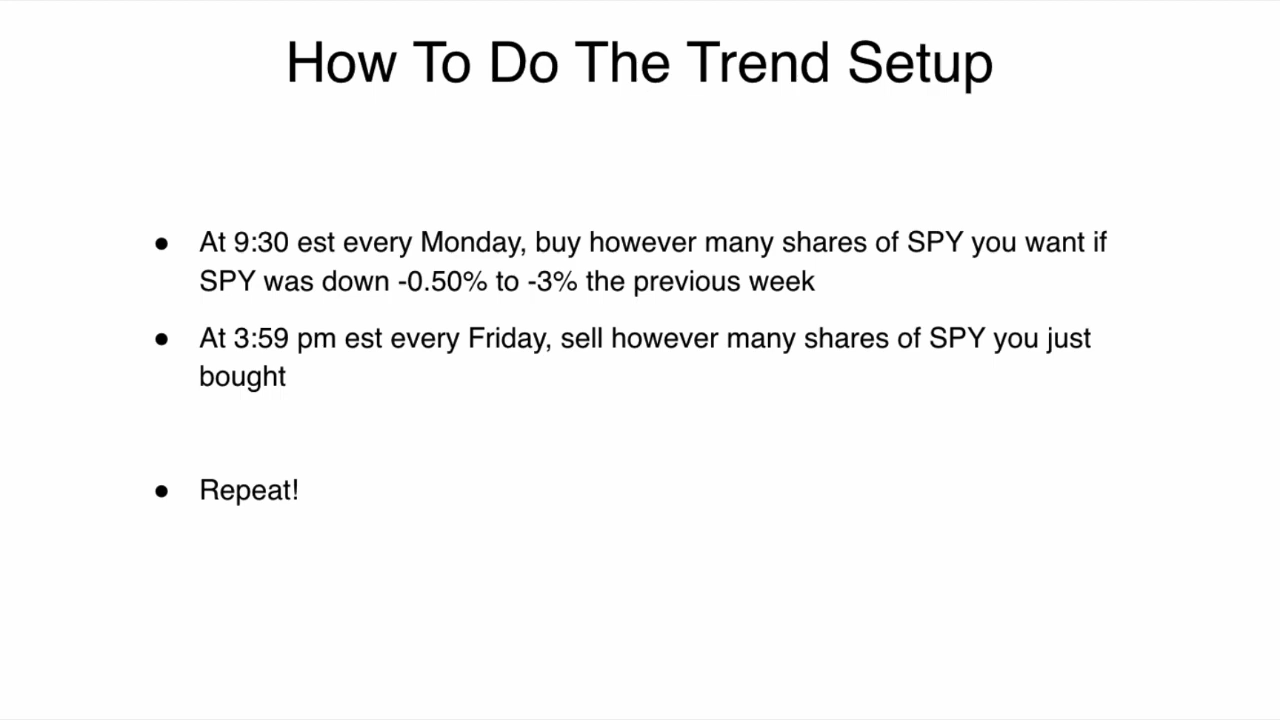 How To Do The Trend Setup
● At 9:30 est every Monday, buy however many shares of SPY you want if
SPY was down -0.50% to -3% the previous week
● At 3:59 pm est every Friday, sell however many shares of SPY you just
bought
● Repeat!